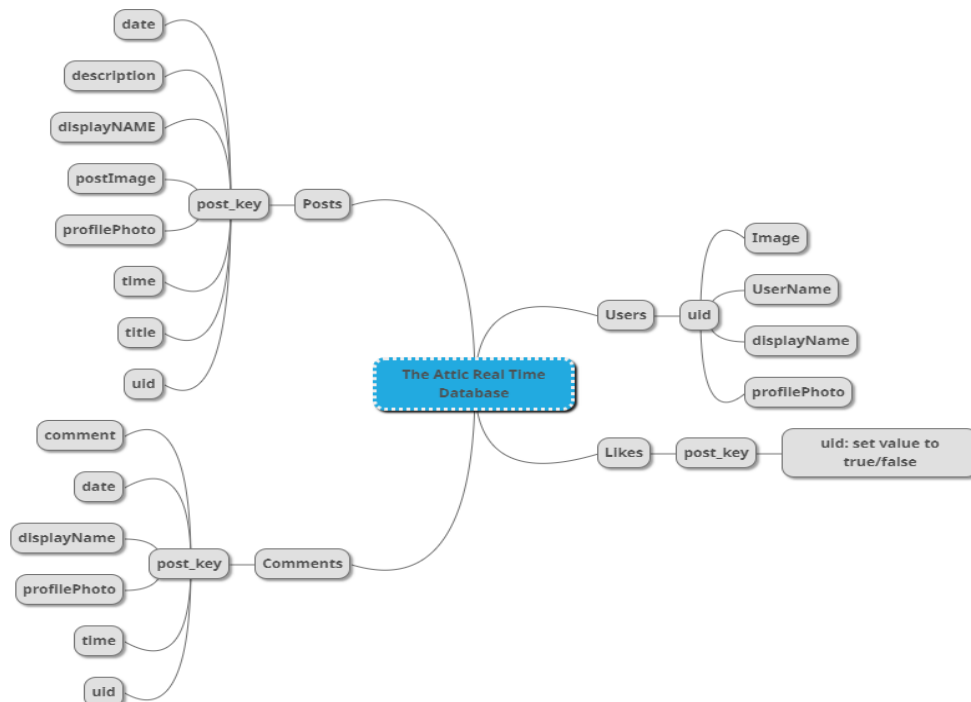 date
description
displayNAME
postImage
profilePhoto
time
title
uid
post_key
Posts
comment
date
displayName
profilePhoto
time
uid
post_key
Comments
The Attic Real Time
Database
Users
uid
Image
UserName
displayName
profilePhoto
Likes
post_key
uid: set value to
true/false